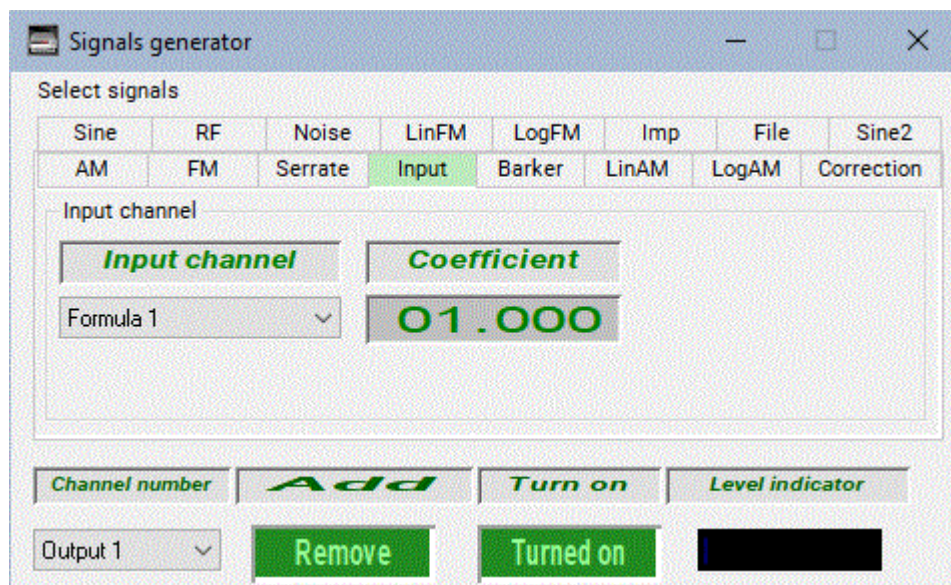 Signals generator
Select signals
Sine RF Noise LinFM LogFM Imp File Sine2
AM FM Serrate Input Barker LinAM LogAM Correction
Input channel
Input channel Coefficient
Formula 1 01.000
Channel number Add Turn on Level indicator
Output 1 Remove Turned on